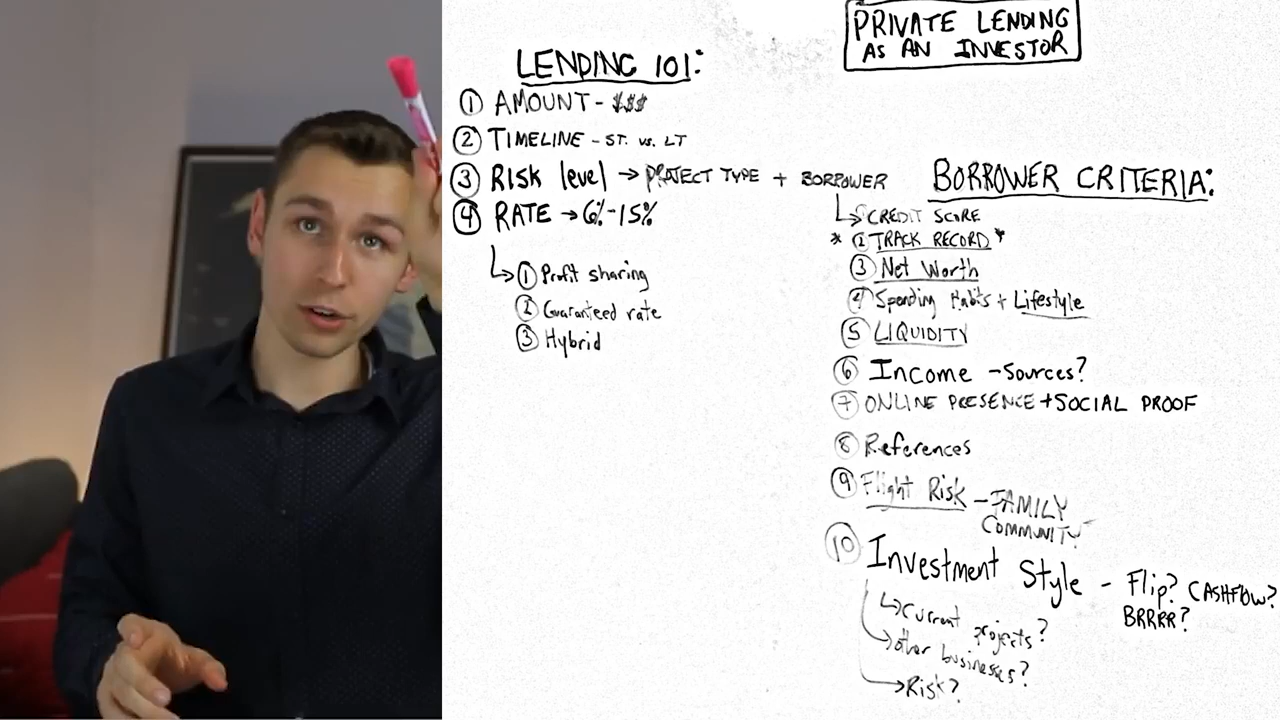 PRIVATE LENDING
AS AN INVESTOR
LENDING 101:
① AMOUNT - $$$
② TIMELINE - ST. vs. LT
③ RISK level → PROJECT TYPE + BORROWER
④ RATE → 6%-15%
① Profit sharing
② Guaranteed rate
③ Hybrid
BORROWER CRITERIA:
CREDIT SCORE
* ② TRACK RECORD *
③ Net Worth
④ Spending Habits + Lifestyle
⑤ LIQUIDITY
⑥ Income - Sources?
⑦ ONLINE PRESENCE + SOCIAL PROOF
⑧ References
⑨ Flight Risk - FAMILY
COMMUNITY
⑩ Investment Style - Flip? CASHFLOW?
BRRRR?
↳ current projects?
→ other businesses?
→ Risk?